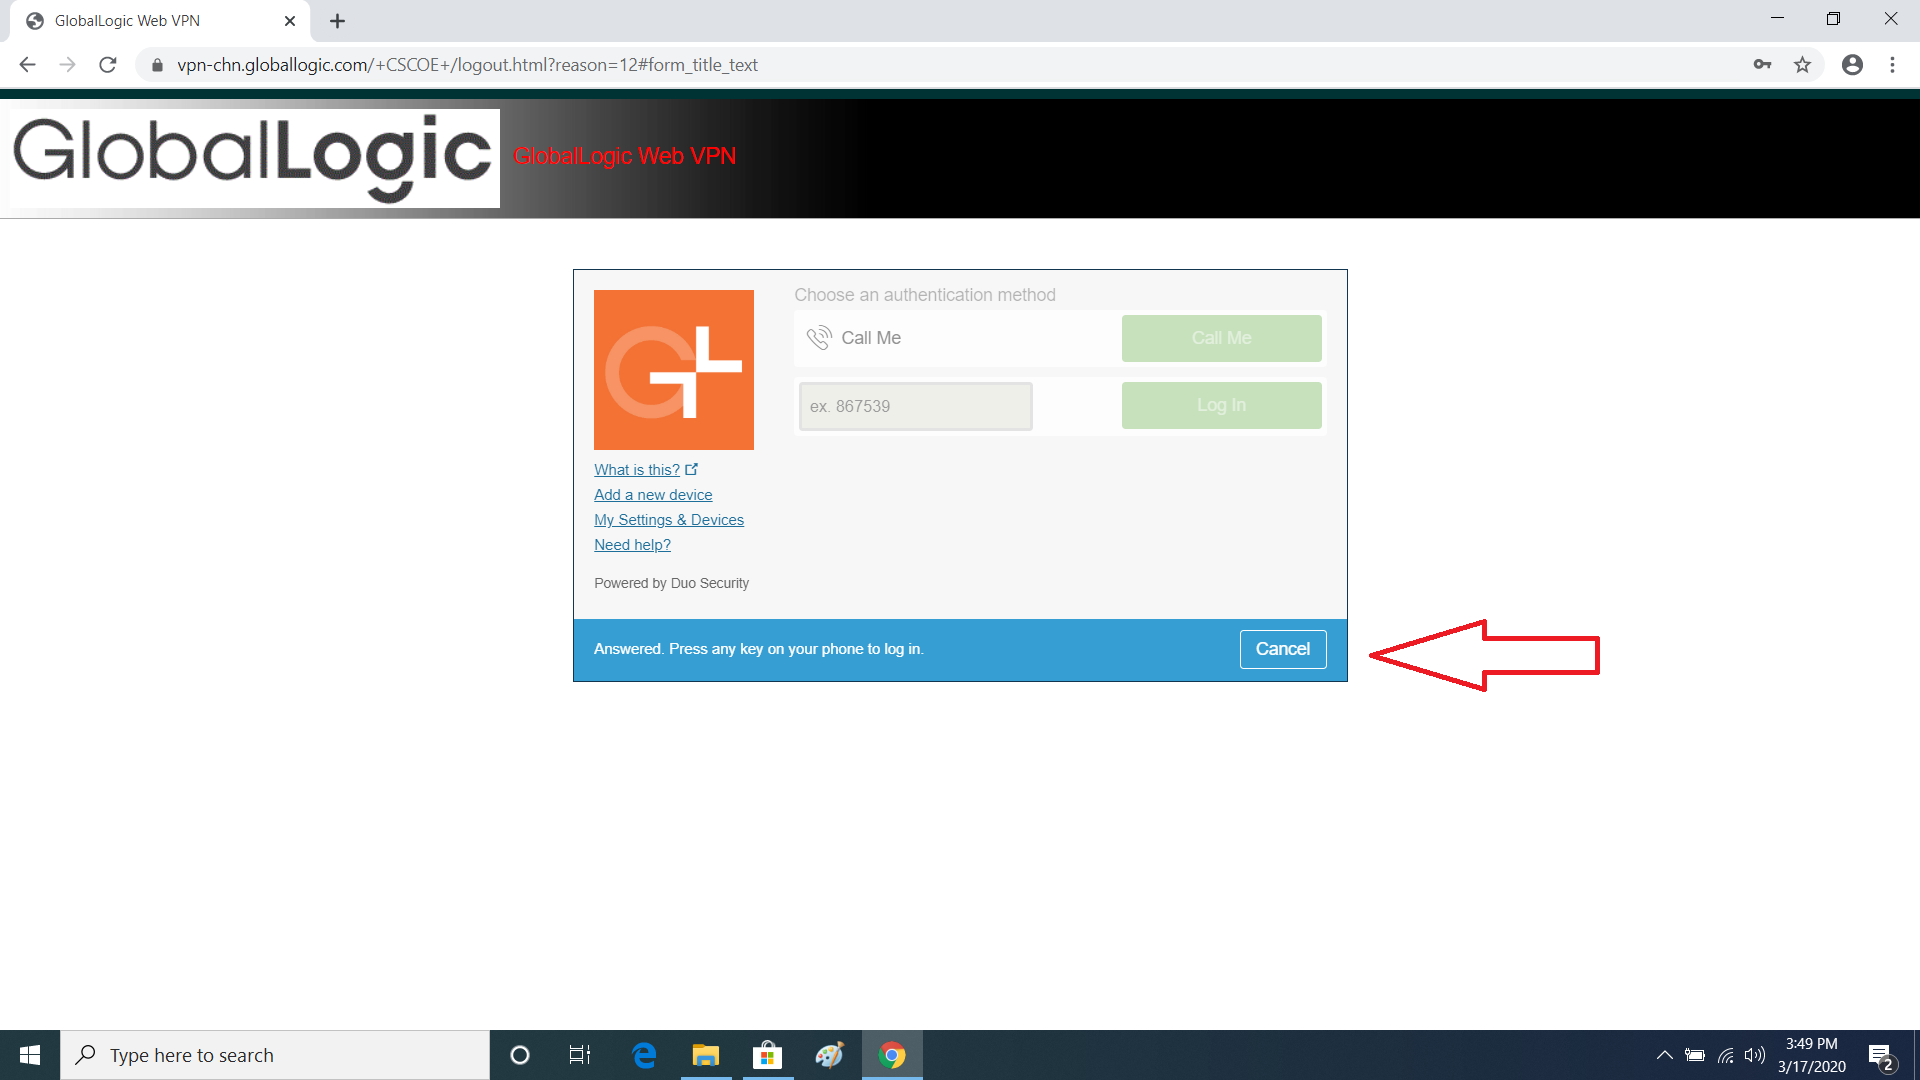 GlobalLogic Web VPN
vpn-chn.globallogic.com/+CSCOE+/logout.html?reason=12#form_title_text
GlobalLogic
GlobalLogic Web VPN
Choose an authentication method
Call Me
Call Me
ex. 867539
Log In
What is this?
Add a new device
My Settings & Devices
Need help?
Powered by Duo Security
Answered. Press any key on your phone to log in.
Cancel
Type here to search
3:49 PM
3/17/2020
2